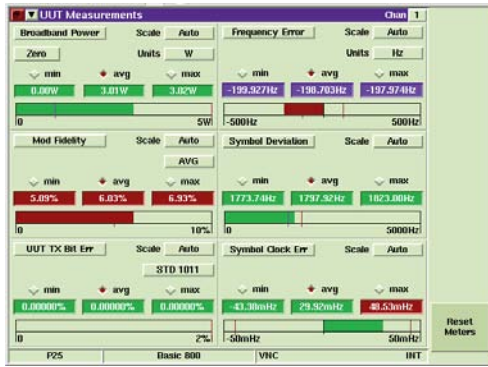 UUT Measurements Chan 1
Broadband Power Scale Auto
Zero Units W
min avg max
0.00W 3.01W 3.02W
0 5W
Frequency Error Scale Auto
Units Hz
min avg max
-199.927Hz -198.703Hz -197.974Hz
-500Hz 500Hz
Mod Fidelity Scale Auto
AVG
min avg max
5.09% 6.03% 6.93%
0 10%
Symbol Deviation Scale Auto
min avg max
1773.74Hz 1797.92Hz 1823.00Hz
0 5000Hz
UUT TX Bit Err Scale Auto
STD 1011
min avg max
0.00000% 0.00000% 0.00000%
0 2%
Symbol Clock Err Scale Auto
min avg max
-43.38mHz 29.92mHz 48.53mHz
-50mHz 50mHz
Reset
Meters
P25 Basic 800 VNC INT